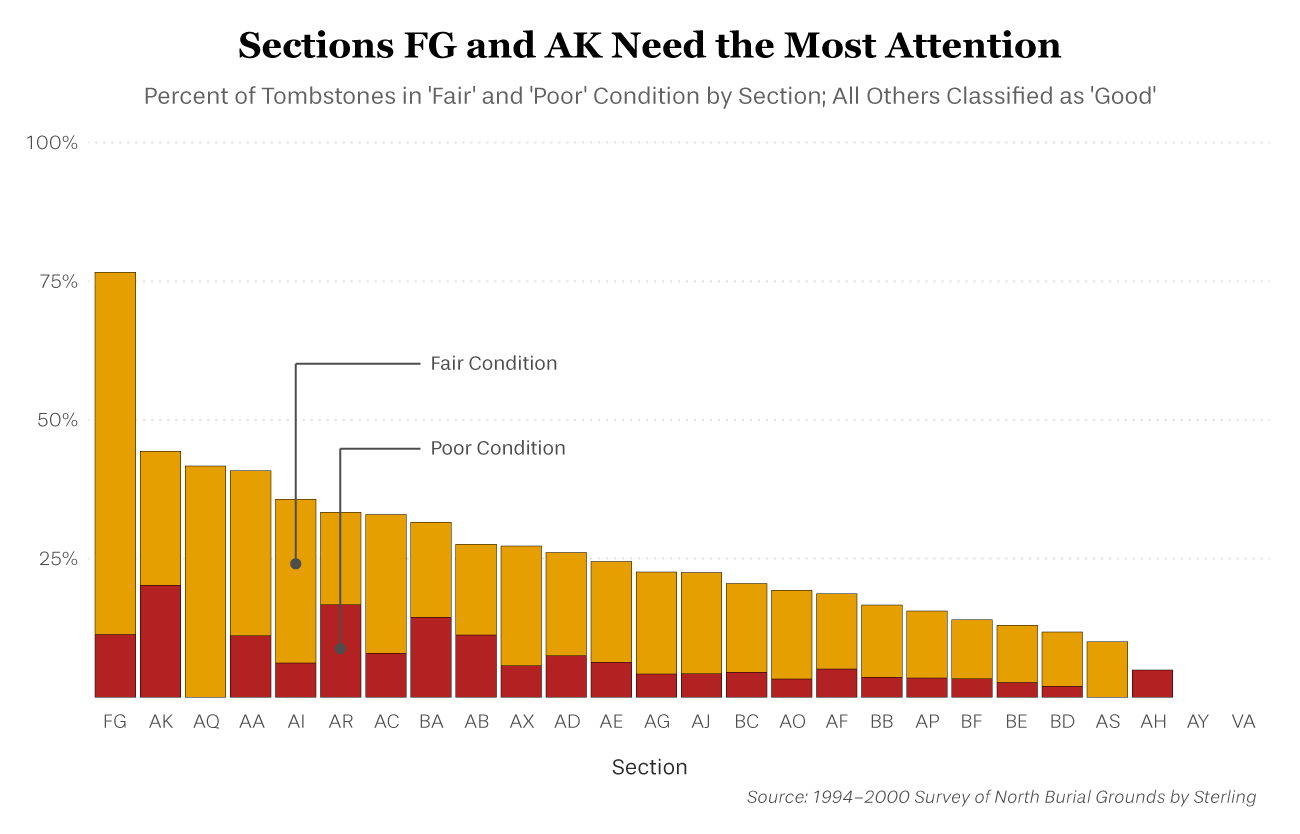 Sections FG and AK Need the Most Attention
Percent of Tombstones in 'Fair' and 'Poor' Condition by Section; All Others Classified as 'Good'
100%
75%
Fair Condition
50%
Poor Condition
25%
FG AK AQ AA AI AR AC BA AB AX AD AE AG AJ BC AO AF BB AP BF BE BD AS AH AY VA
Section
Source: 1994–2000 Survey of North Burial Grounds by Sterling